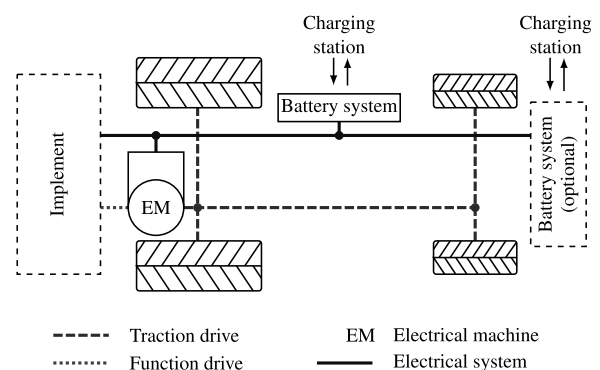 Charging
station
Charging
station
Battery system
Implement
Battery system
(optional)
EM
Traction drive
EM Electrical machine
Function drive
Electrical system